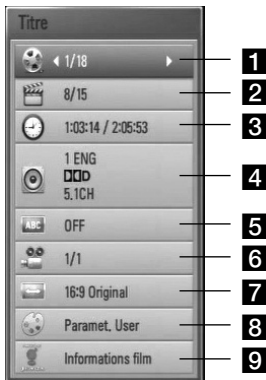 Titre
1/18
1
8/15
2
1:03:14 / 2:05:53
3
1 ENG
DD D
5.1CH
4
ABC
OFF
5
1/1
6
16:9 Original
7
Paramet. User
8
Informations film
9